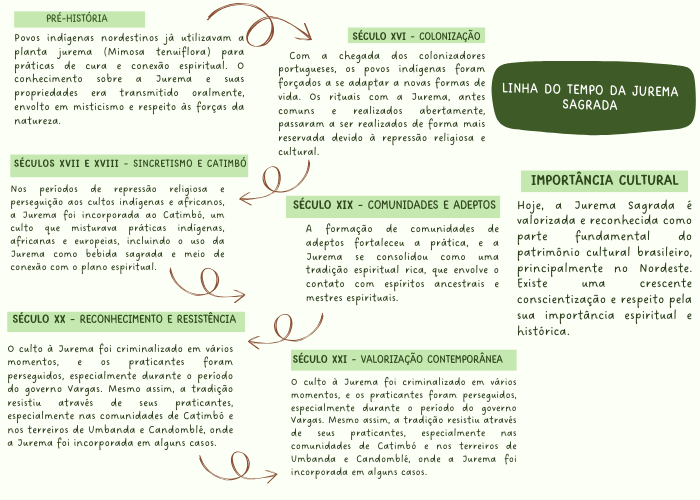 LINHA DO TEMPO DA JUREMA
SAGRADA
PRÉ-HISTÓRIA
Povos indígenas nordestinos já utilizavam a
planta jurema (Mimosa tenuiflora) para
práticas de cura e conexão espiritual. O
conhecimento sobre a Jurema e suas
propriedades era transmitido oralmente,
envolto em misticismo e respeito às forças da
natureza.
SÉCULO XVI - COLONIZAÇÃO
Com a chegada dos colonizadores
portugueses, os povos indígenas foram
forçados a se adaptar a novas formas de
vida. Os rituais com a Jurema, antes
comuns e realizados abertamente,
passaram a ser realizados de forma mais
reservada devido à repressão religiosa e
cultural.
SÉCULOS XVII E XVIII - SINCRETISMO E CATIMBÓ
Nos períodos de repressão religiosa e
perseguição aos cultos indígenas e africanos,
a Jurema foi incorporada ao Catimbó, um
culto que misturava práticas indígenas,
africanas e europeias, incluindo o uso da
Jurema como bebida sagrada e meio de
conexão com o plano espiritual.
SÉCULO XIX - COMUNIDADES E ADEPTOS
A formação de comunidades de
adeptos fortaleceu a prática, e a
Jurema se consolidou como uma
tradição espiritual rica, que envolve o
contato com espíritos ancestrais e
mestres espirituais.
SÉCULO XX - RECONHECIMENTO E RESISTÊNCIA
O culto à Jurema foi criminalizado em vários
momentos, e os praticantes foram
perseguidos, especialmente durante o período
do governo Vargas. Mesmo assim, a tradição
resistiu através de seus praticantes,
especialmente nas comunidades de Catimbó e
nos terreiros de Umbanda e Candomblé, onde
a Jurema foi incorporada em alguns casos.
SÉCULO XXI - VALORIZAÇÃO CONTEMPORÂNEA
O culto à Jurema foi criminalizado em vários
momentos, e os praticantes foram perseguidos,
especialmente durante o período do governo
Vargas. Mesmo assim, a tradição resistiu através
de seus praticantes, especialmente nas
comunidades de Catimbó e nos terreiros de
Umbanda e Candomblé, onde a Jurema foi
incorporada em alguns casos.
IMPORTÂNCIA CULTURAL
Hoje, a Jurema Sagrada é
valorizada e reconhecida como
parte fundamental do
patrimônio cultural brasileiro,
principalmente no Nordeste.
Existe uma crescente
conscientização e respeito pela
sua importância espiritual e
histórica.